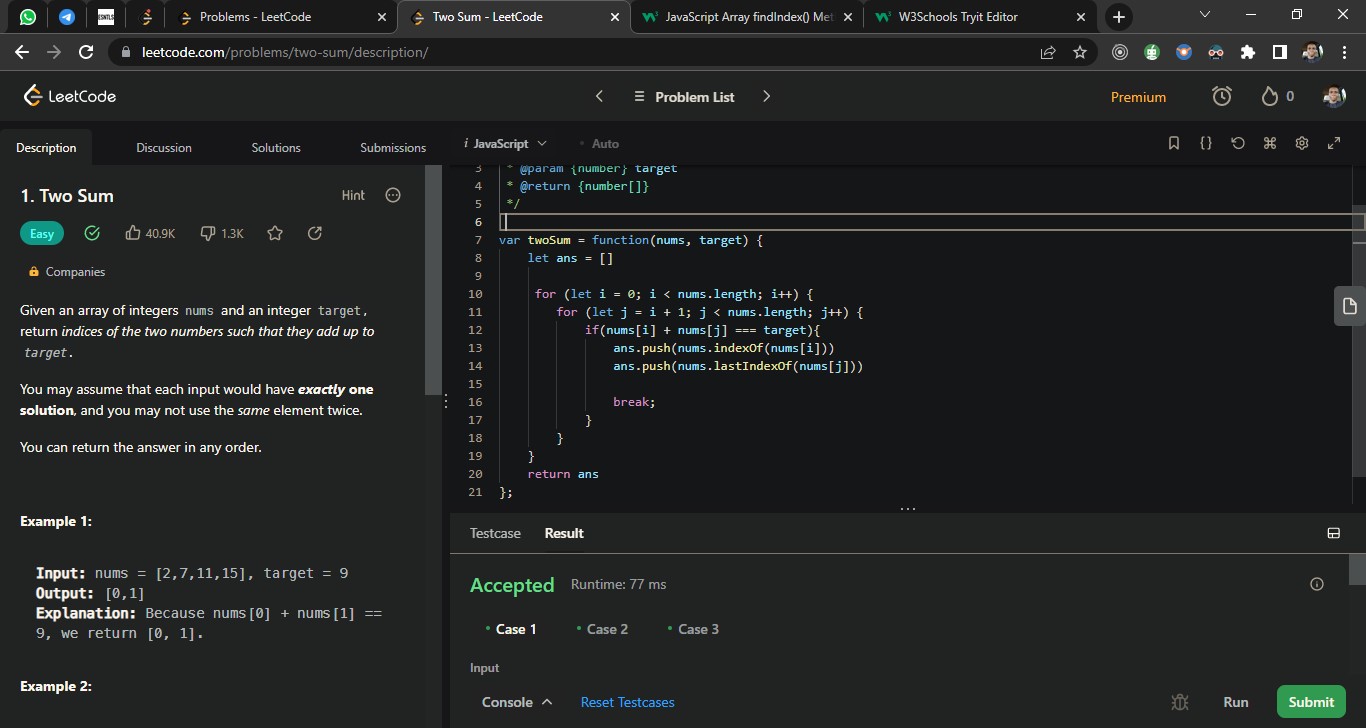 ESNTLS
Problems - LeetCode
Two Sum - LeetCode
JavaScript Array findIndex() Met
W3Schools Tryit Editor
leetcode.com/problems/two-sum/description/
LeetCode
Problem List
Premium
0
Description
Discussion
Solutions
Submissions
i JavaScript
• Auto
1. Two Sum
Hint
Easy
40.9K
1.3K
Companies
Given an array of integers nums and an integer target,
return indices of the two numbers such that they add up to
target.
You may assume that each input would have exactly one
solution, and you may not use the same element twice.
You can return the answer in any order.
Example 1:
Input: nums = [2,7,11,15], target = 9
Output: [0,1]
Explanation: Because nums[0] + nums[1] ==
9, we return [0, 1].
Example 2:
3 * @param {number} target
4 * @return {number[]}
5 */
6
7 var twoSum = function(nums, target) {
8 let ans = []
9
10 for (let i = 0; i < nums.length; i++) {
11 for (let j = i + 1; j < nums.length; j++) {
12 if(nums[i] + nums[j] === target){
13 ans.push(nums.indexOf(nums[i]))
14 ans.push(nums.lastIndexOf(nums[j]))
15
16 break;
17 }
18 }
19 }
20 return ans
21 };
Testcase
Result
Accepted
Runtime: 77 ms
• Case 1
• Case 2
• Case 3
Input
Console
Reset Testcases
Run
Submit